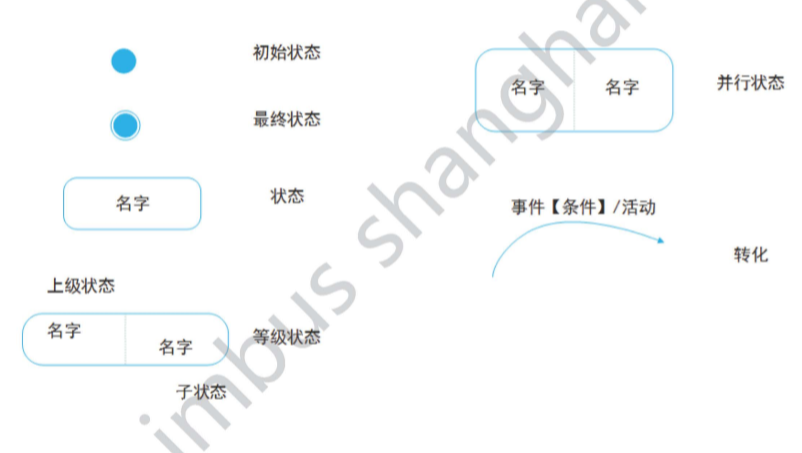 初始状态
最终状态
名字
状态
上级状态
名字
名字
等级状态
子状态
名字
名字
并行状态
事件【条件】/活动
转化
imbus shanghai